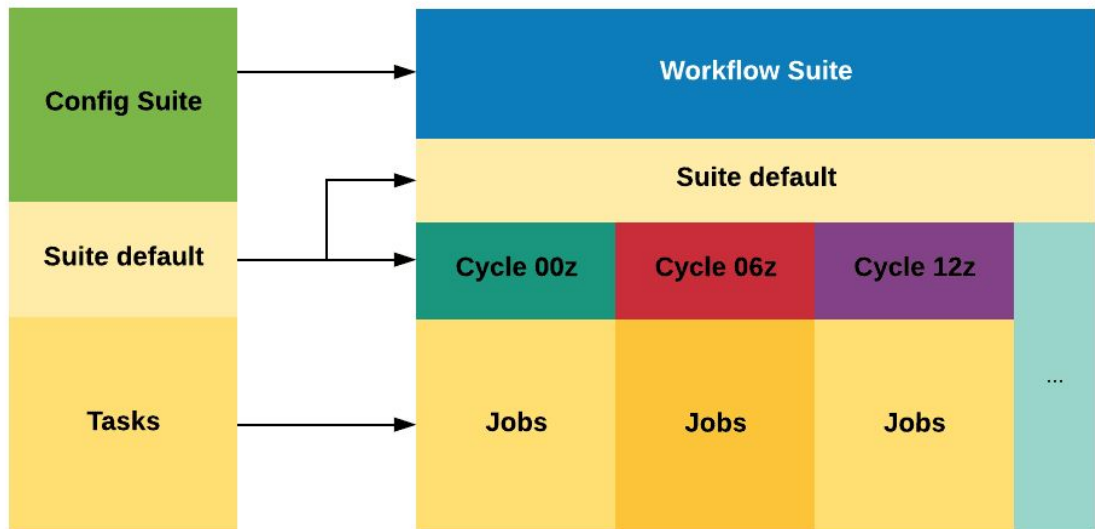 Config Suite
Suite default
Tasks
Workflow Suite
Suite default
Cycle 00z
Cycle 06z
Cycle 12z
Jobs
Jobs
Jobs
...